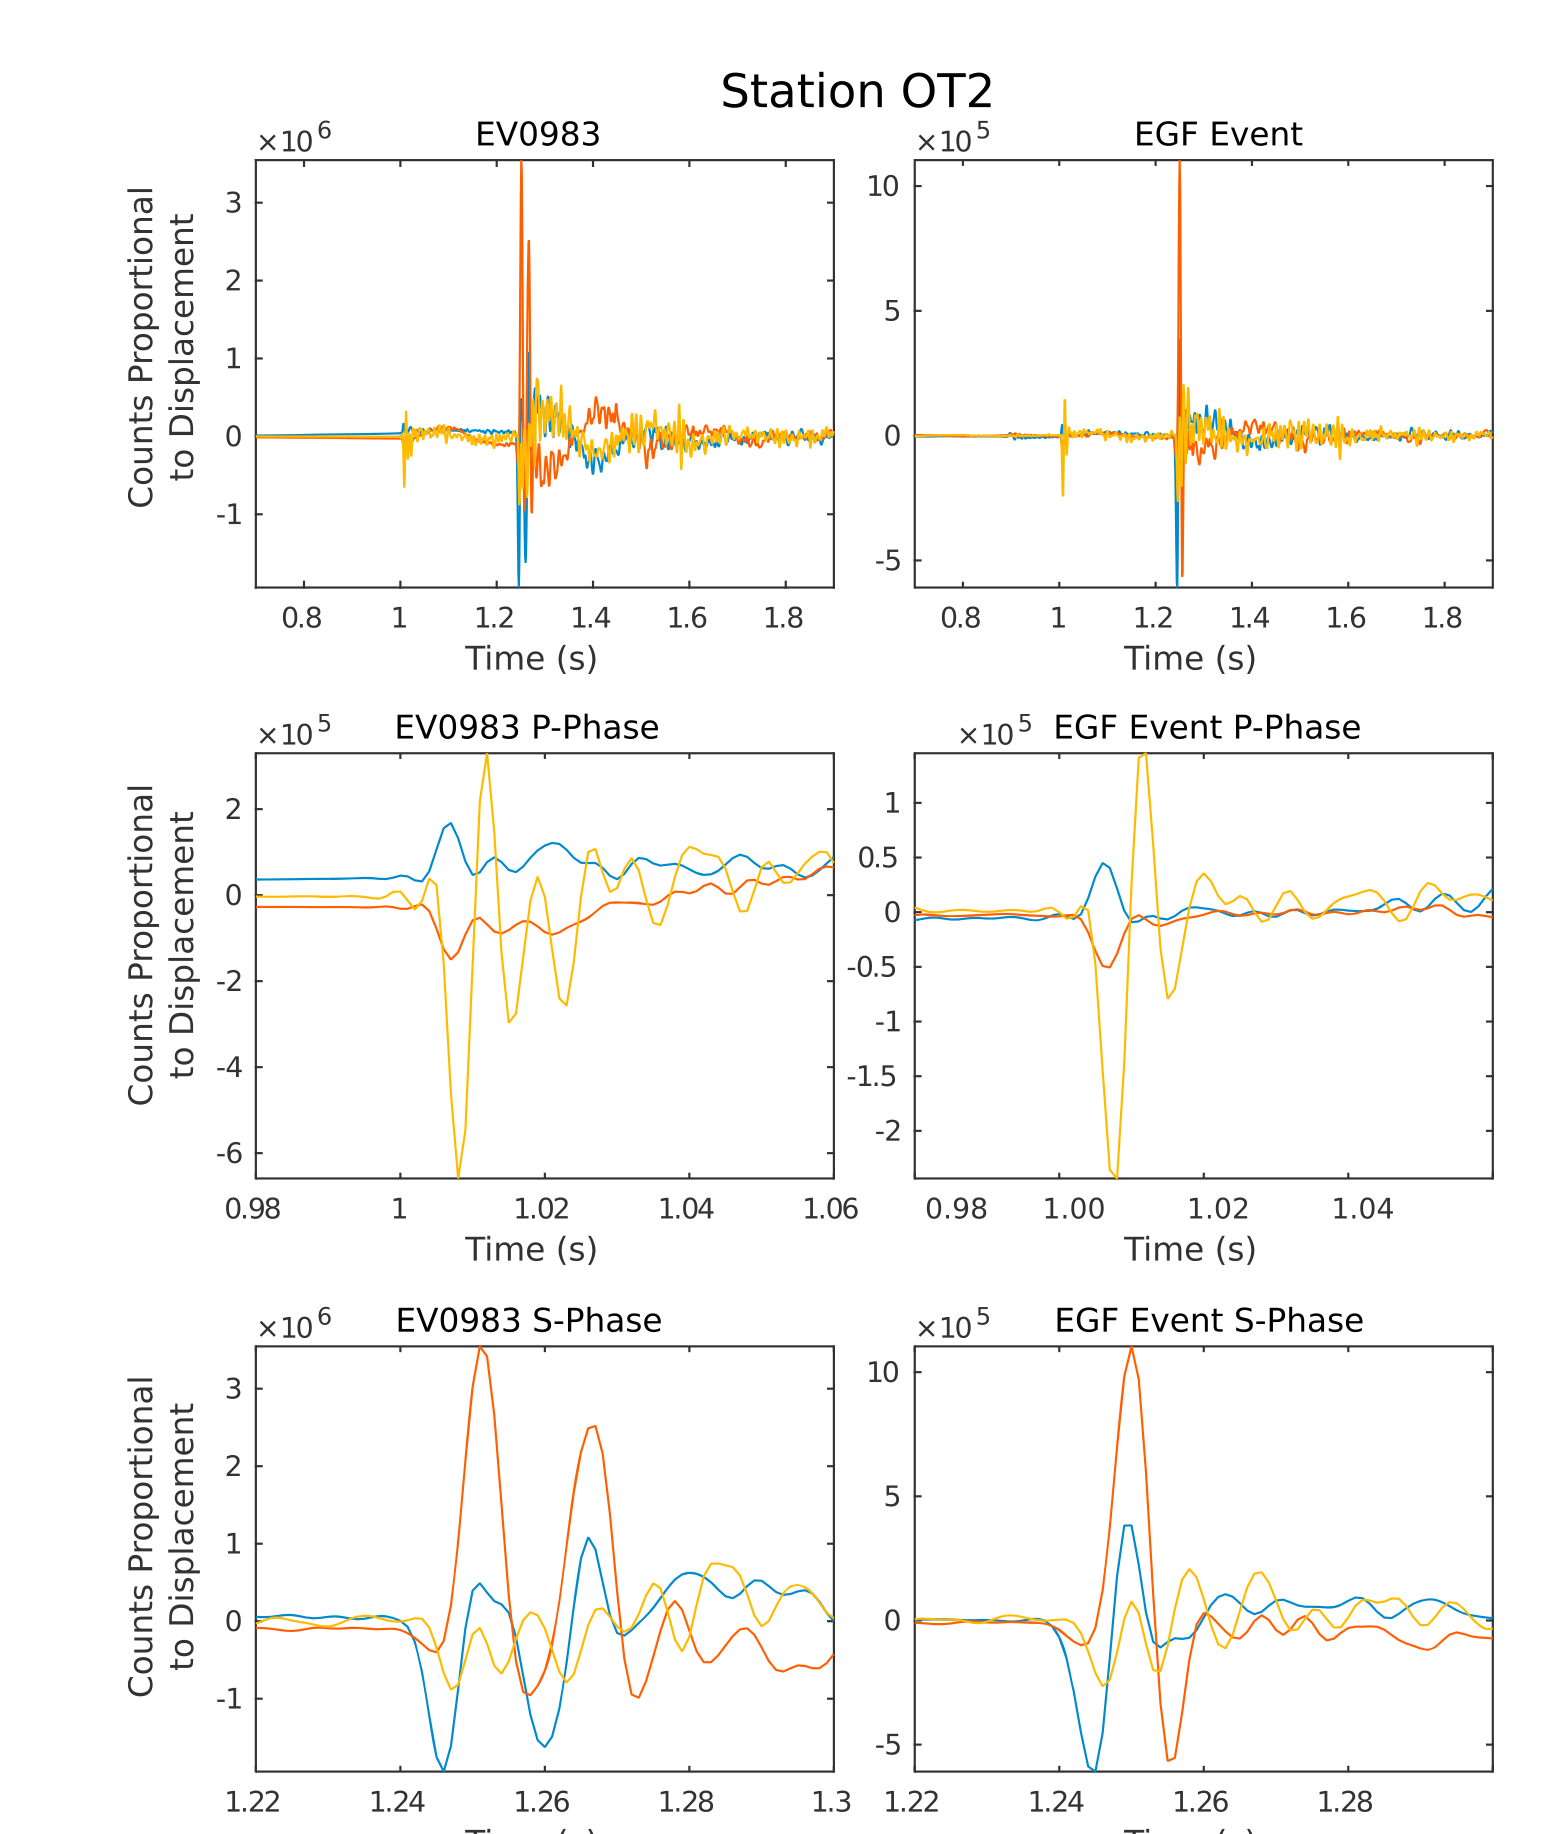 Station OT2
EV0983
EGF Event
×10 6
×10 5
Counts Proportional
to Displacement
3
2
1
0
-1
10
5
0
-5
0.8 1 1.2 1.4 1.6 1.8
0.8 1 1.2 1.4 1.6 1.8
Time (s)
Time (s)
EV0983 P-Phase
EGF Event P-Phase
×10 5
×10 5
Counts Proportional
to Displacement
2
0
-2
-4
-6
1
0.5
0
-0.5
-1
-1.5
-2
0.98 1 1.02 1.04 1.06
0.98 1.00 1.02 1.04
Time (s)
Time (s)
EV0983 S-Phase
EGF Event S-Phase
×10 6
×10 5
Counts Proportional
to Displacement
3
2
1
0
-1
10
5
0
-5
1.22 1.24 1.26 1.28 1.3
1.22 1.24 1.26 1.28